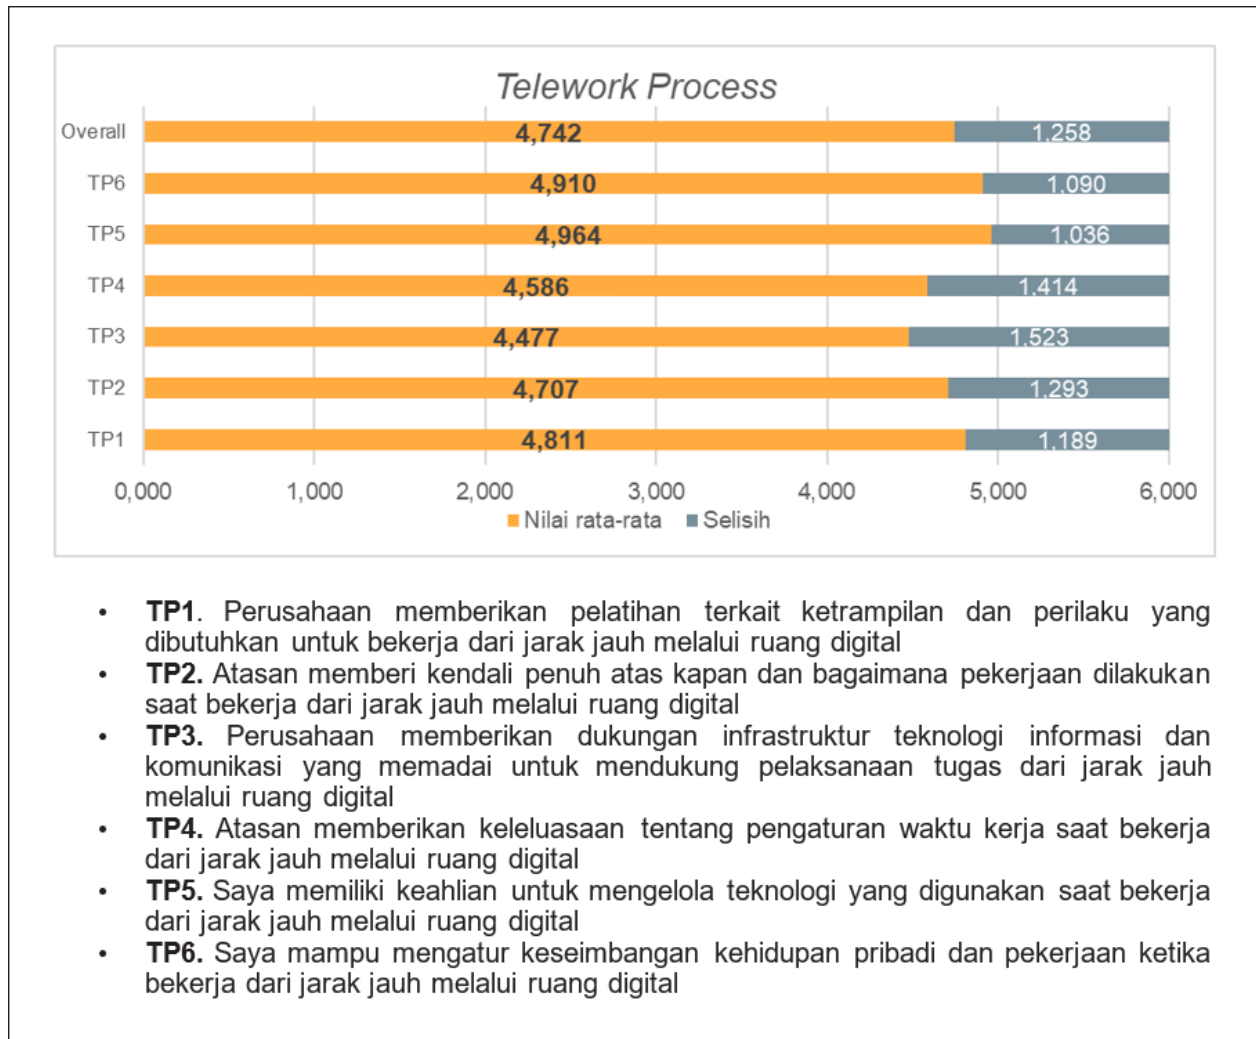 Telework Process
Overall 4,742 1,258
TP6 4,910 1,090
TP5 4,964 1,036
TP4 4,586 1,414
TP3 4,477 1,523
TP2 4,707 1,293
TP1 4,811 1,189
0,000 1,000 2,000 3,000 4,000 5,000 6,000
Nilai rata-rata Selisih
• TP1. Perusahaan memberikan pelatihan terkait ketrampilan dan perilaku yang
dibutuhkan untuk bekerja dari jarak jauh melalui ruang digital
• TP2. Atasan memberi kendali penuh atas kapan dan bagaimana pekerjaan dilakukan
saat bekerja dari jarak jauh melalui ruang digital
• TP3. Perusahaan memberikan dukungan infrastruktur teknologi informasi dan
komunikasi yang memadai untuk mendukung pelaksanaan tugas dari jarak jauh
melalui ruang digital
• TP4. Atasan memberikan keleluasaan tentang pengaturan waktu kerja saat bekerja
dari jarak jauh melalui ruang digital
• TP5. Saya memiliki keahlian untuk mengelola teknologi yang digunakan saat bekerja
dari jarak jauh melalui ruang digital
• TP6. Saya mampu mengatur keseimbangan kehidupan pribadi dan pekerjaan ketika
bekerja dari jarak jauh melalui ruang digital